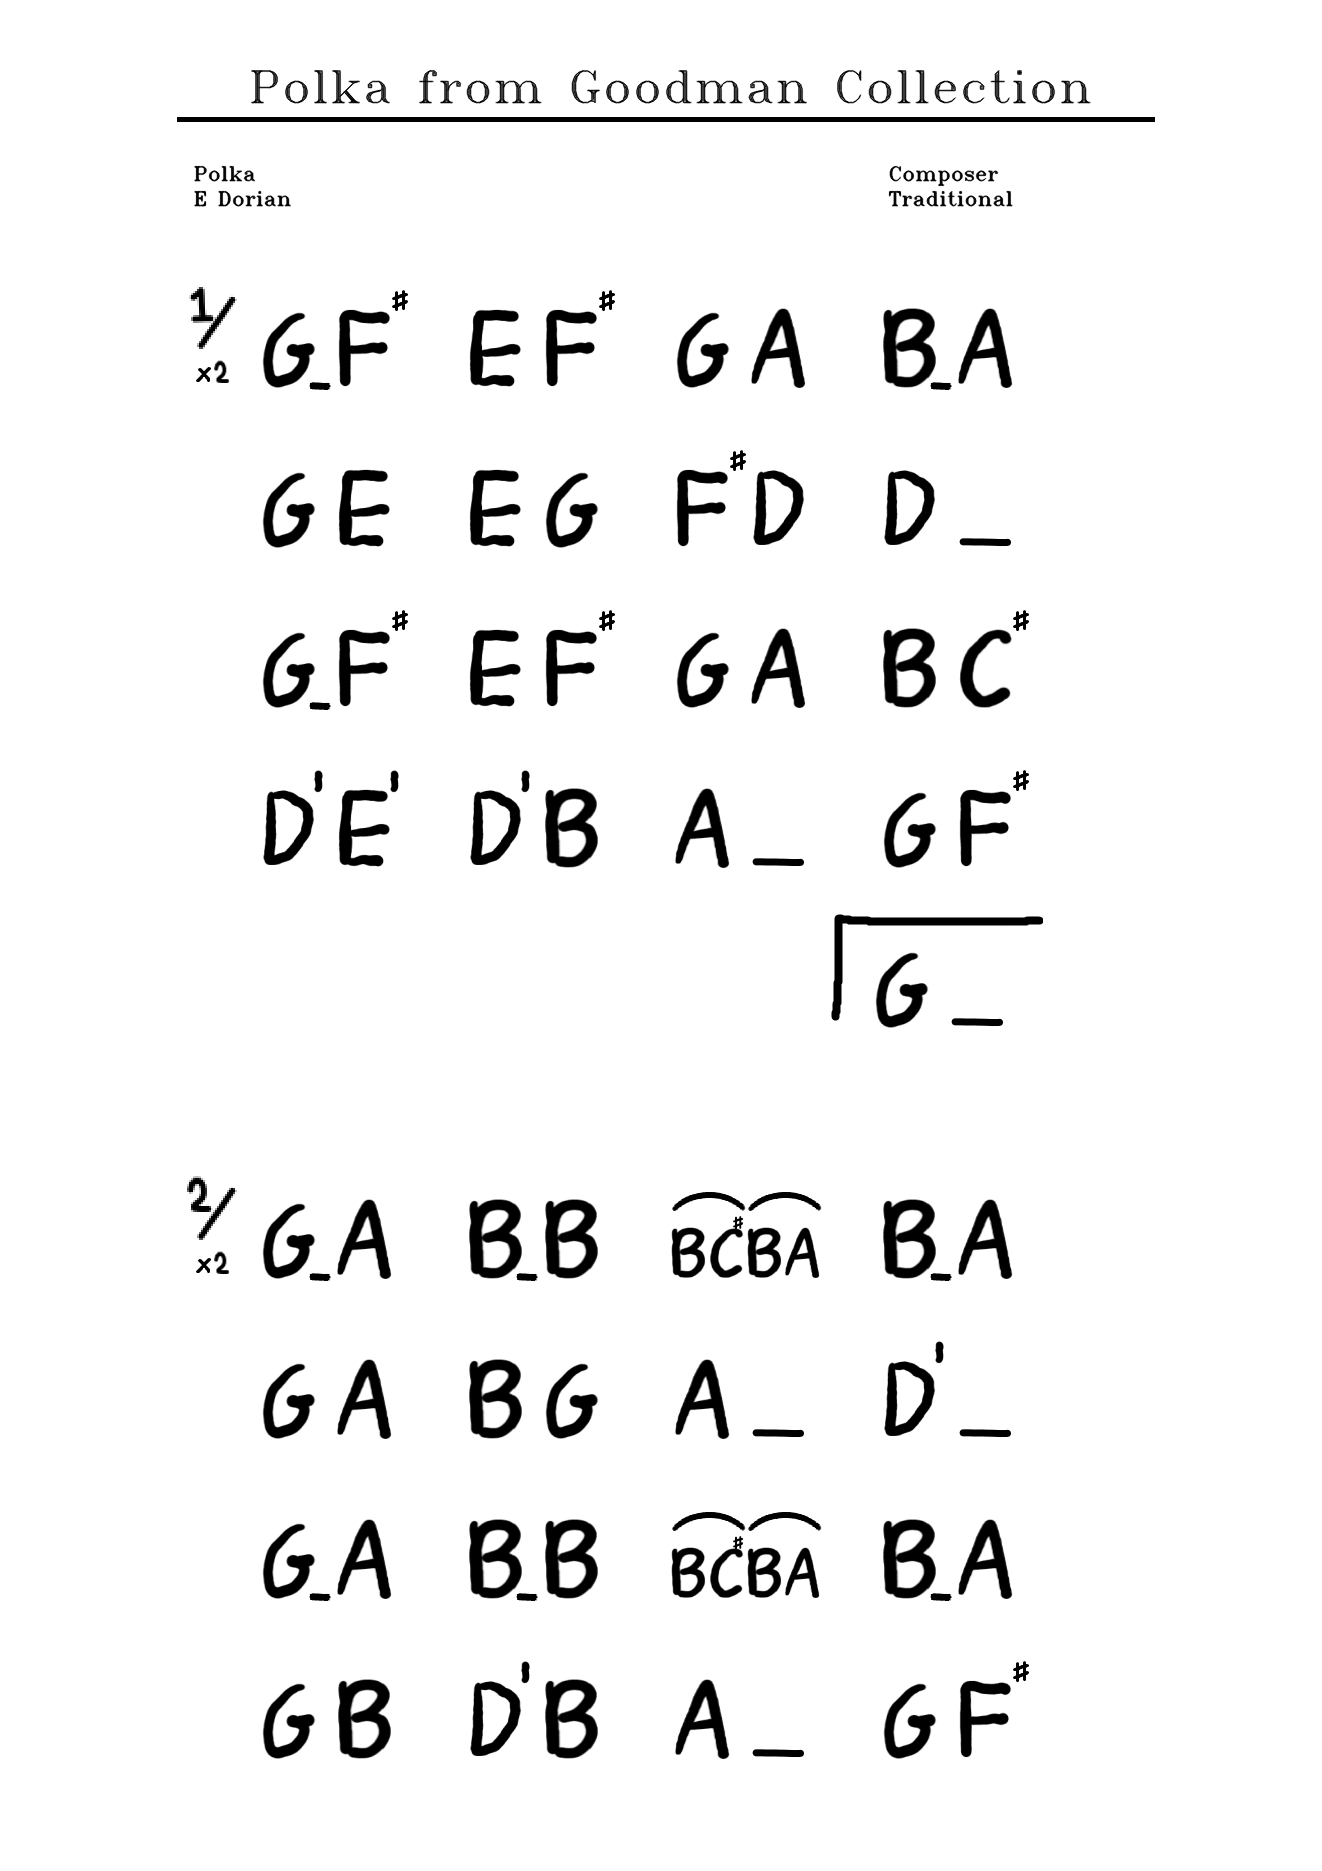 Polka from Goodman Collection
Polka Composer
E Dorian Traditional
1/ G_F♯ EF♯ GA B_A
x2
GE EG F♯D D_
G_F♯ EF♯ GA BC♯
D'E' D'B A_ GF♯
G_
2/ G_A B_B BC♯BA B_A
x2
GA BG A_ D'_
G_A B_B BC♯BA B_A
GB D'B A_ GF♯